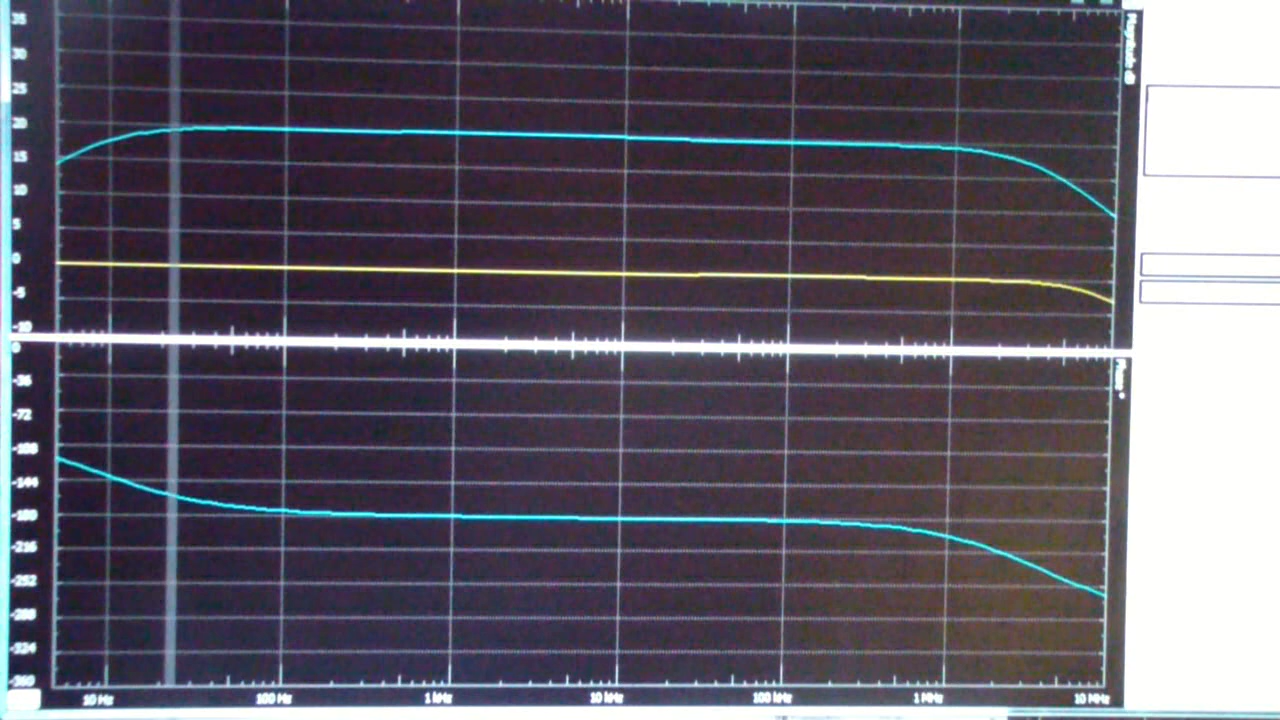 Magnitude dB
35
30
25
20
15
10
5
0
-5
-10
Phase °
0
-36
-72
-108
-144
-180
-216
-252
-288
-324
-360
10 Hz
100 Hz
1 kHz
10 kHz
100 kHz
1 MHz
10 MHz